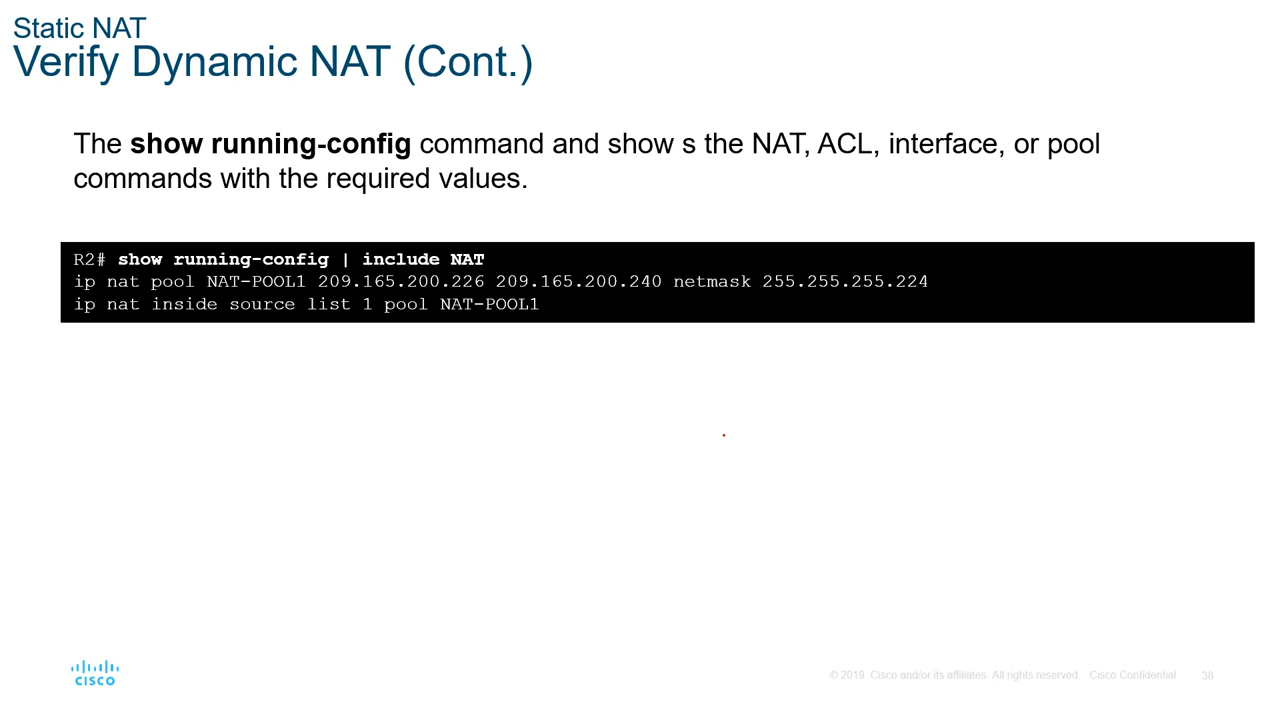 Static NAT
Verify Dynamic NAT (Cont.)
The show running-config command and show s the NAT, ACL, interface, or pool
commands with the required values.
R2# show running-config | include NAT
ip nat pool NAT-POOL1 209.165.200.226 209.165.200.240 netmask 255.255.255.224
ip nat inside source list 1 pool NAT-POOL1
CISCO
© 2019 Cisco and/or its affiliates. All rights reserved. Cisco Confidential 38